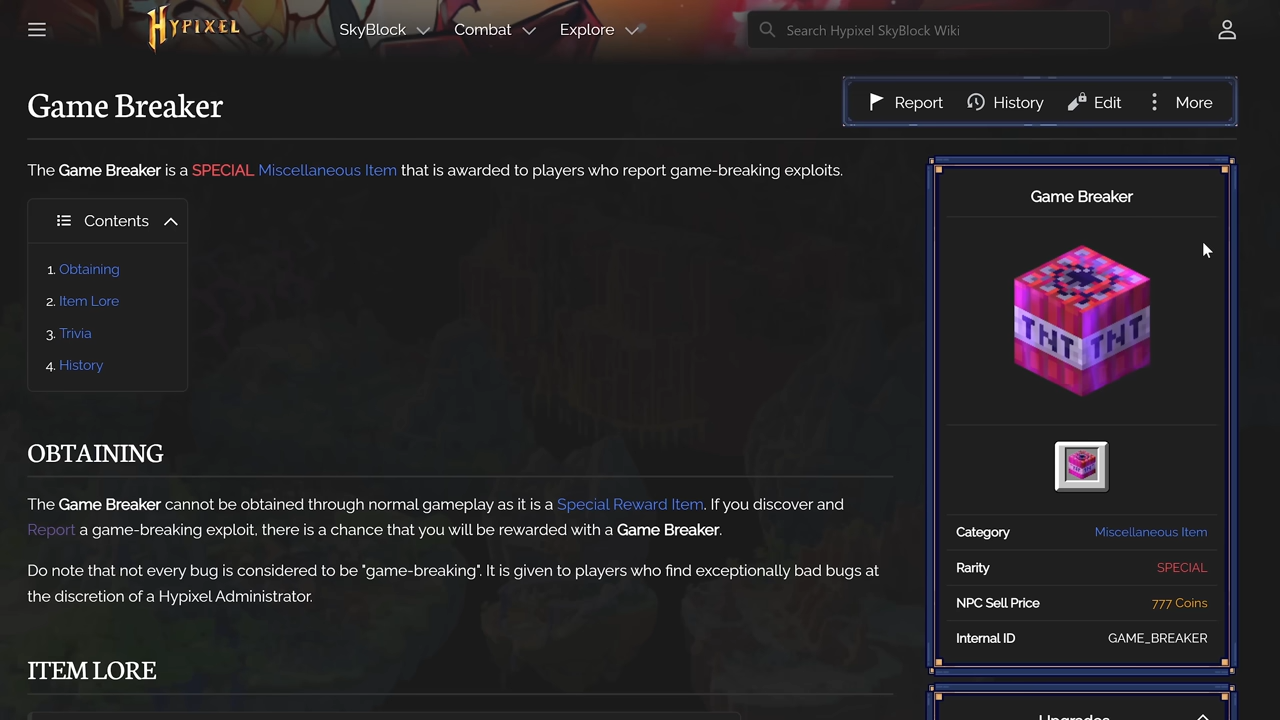 HYPIXEL
SkyBlock
Combat
Explore
Search Hypixel SkyBlock Wiki
Game Breaker
Report
History
Edit
More
The Game Breaker is a SPECIAL Miscellaneous Item that is awarded to players who report game-breaking exploits.
Contents
1. Obtaining
2. Item Lore
3. Trivia
4. History
OBTAINING
The Game Breaker cannot be obtained through normal gameplay as it is a Special Reward Item. If you discover and
Report a game-breaking exploit, there is a chance that you will be rewarded with a Game Breaker.
Do note that not every bug is considered to be "game-breaking". It is given to players who find exceptionally bad bugs at
the discretion of a Hypixel Administrator.
ITEM LORE
Game Breaker
TNT TNT
Category Miscellaneous Item
Rarity SPECIAL
NPC Sell Price 777 Coins
Internal ID GAME_BREAKER
Upgrades